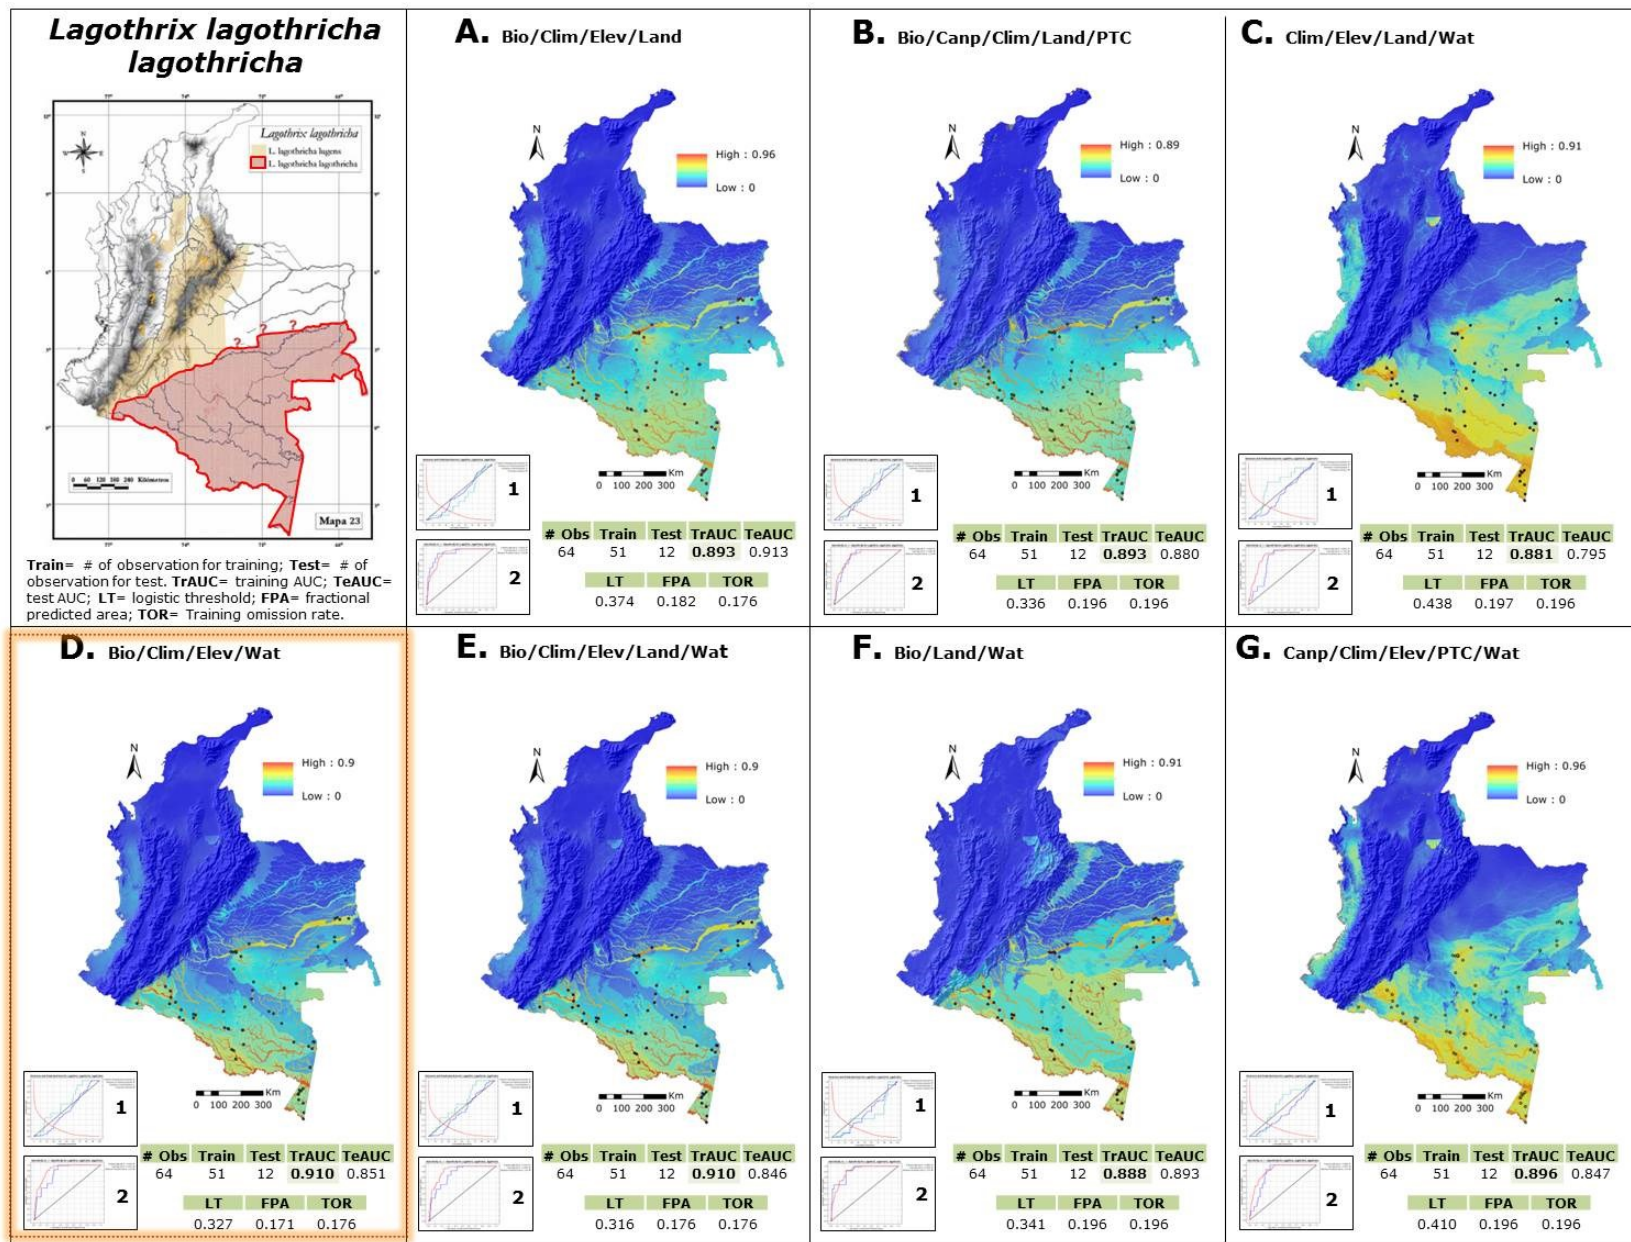 Lagothrix lagothricha
lagothricha
77°
74°
N
W
E
S
Lagothrix lagothricha
L. lagothricha lugens
L. lagothricha lagothricha
?
?
?
0 60 120 180 240 Kilómetros
Mapa 23
Train= # of observation for training; Test= # of
observation for test. TrAUC= training AUC; TeAUC=
test AUC; LT= logistic threshold; FPA= fractional
predicted area; TOR= Training omission rate.
A. Bio/Clim/Elev/Land
N
High : 0.96
Low : 0
Km
0 100 200 300
1
2
# Obs Train Test TrAUC TeAUC
64 51 12 0.893 0.913
LT FPA TOR
0.374 0.182 0.176
B. Bio/Canp/Clim/Land/PTC
N
High : 0.89
Low : 0
Km
0 100 200 300
1
2
# Obs Train Test TrAUC TeAUC
64 51 12 0.893 0.880
LT FPA TOR
0.336 0.196 0.196
C. Clim/Elev/Land/Wat
N
High : 0.91
Low : 0
Km
0 100 200 300
1
2
# Obs Train Test TrAUC TeAUC
64 51 12 0.881 0.795
LT FPA TOR
0.438 0.197 0.196
D. Bio/Clim/Elev/Wat
N
High : 0.9
Low : 0
Km
0 100 200 300
1
2
# Obs Train Test TrAUC TeAUC
64 51 12 0.910 0.851
LT FPA TOR
0.327 0.171 0.176
E. Bio/Clim/Elev/Land/Wat
N
High : 0.9
Low : 0
Km
0 100 200 300
1
2
# Obs Train Test TrAUC TeAUC
64 51 12 0.910 0.846
LT FPA TOR
0.316 0.176 0.176
F. Bio/Land/Wat
N
High : 0.91
Low : 0
Km
0 100 200 300
1
2
# Obs Train Test TrAUC TeAUC
64 51 12 0.888 0.893
LT FPA TOR
0.341 0.196 0.196
G. Canp/Clim/Elev/PTC/Wat
N
High : 0.96
Low : 0
Km
0 100 200 300
1
2
# Obs Train Test TrAUC TeAUC
64 51 12 0.896 0.847
LT FPA TOR
0.410 0.196 0.196